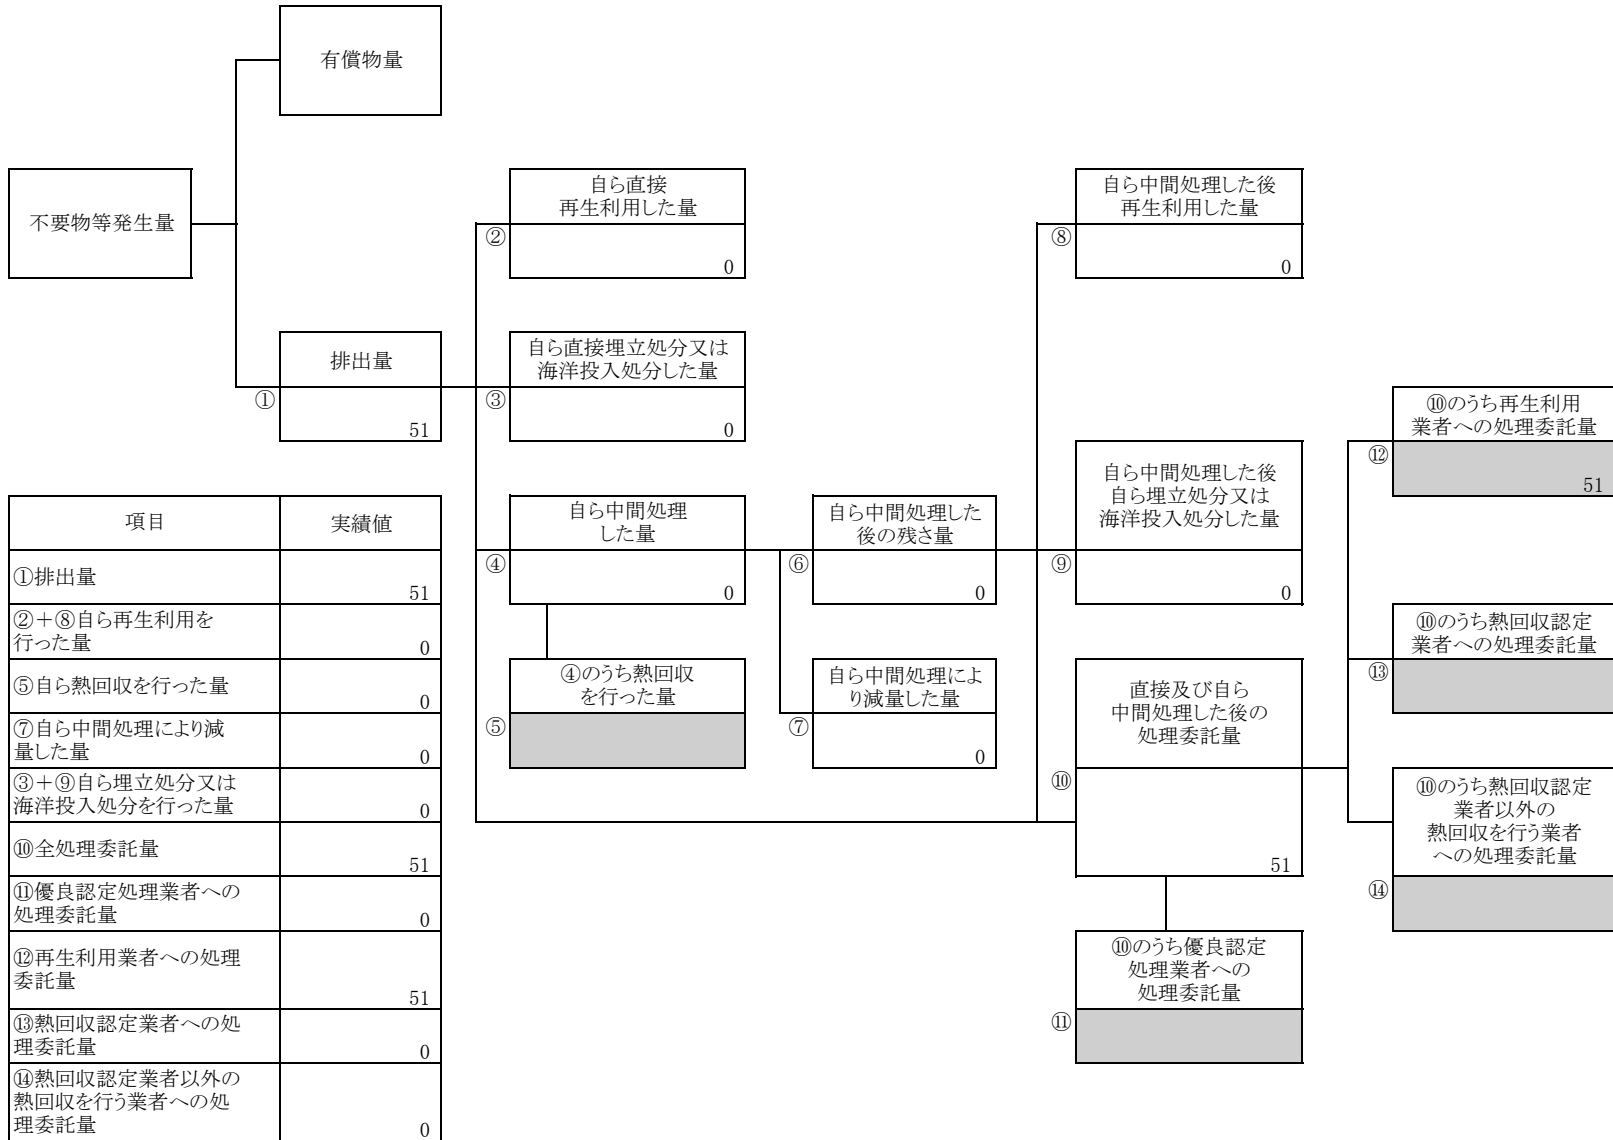 有償物量
不要物等発生量
自ら直接
再生利用した量
②
0
自ら中間処理した後
再生利用した量
⑧
0
排出量
①
51
自ら直接埋立処分又は
海洋投入処分した量
③
0
⑩のうち再生利用
業者への処理委託量
⑫
51
自ら中間処理
した量
④
0
自ら中間処理した
後の残さ量
⑥
0
自ら中間処理した後
自ら埋立処分又は
海洋投入処分した量
⑨
0
⑩のうち熱回収認定
業者への処理委託量
⑬
④のうち熱回収
を行った量
⑤
自ら中間処理によ
り減量した量
⑦
0
直接及び自ら
中間処理した後の
処理委託量
⑩
51
⑩のうち熱回収認定
業者以外の
熱回収を行う業者
への処理委託量
⑭
⑩のうち優良認定
処理業者への
処理委託量
⑪
項目 実績値
①排出量 51
②+⑧自ら再生利用を
行った量 0
⑤自ら熱回収を行った量 0
⑦自ら中間処理により減
量した量 0
③+⑨自ら埋立処分又は
海洋投入処分を行った量 0
⑩全処理委託量 51
⑪優良認定処理業者への
処理委託量 0
⑫再生利用業者への処理
委託量 51
⑬熱回収認定業者への処
理委託量 0
⑭熱回収認定業者以外の
熱回収を行う業者への処
理委託量 0